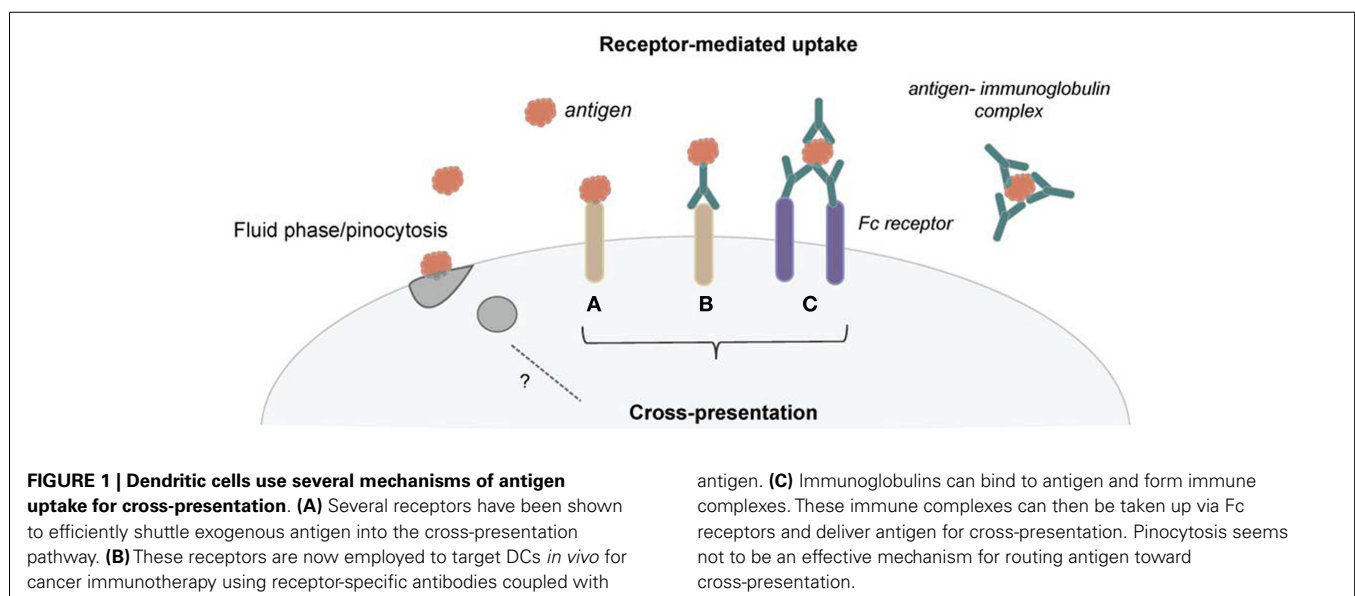 Receptor-mediated uptake
antigen- immunoglobulin
complex
antigen
Fluid phase/pinocytosis
Fc receptor
A
B
C
?
Cross-presentation
FIGURE 1 | Dendritic cells use several mechanisms of antigen
uptake for cross-presentation. (A) Several receptors have been shown
to efficiently shuttle exogenous antigen into the cross-presentation
pathway. (B) These receptors are now employed to target DCs in vivo for
cancer immunotherapy using receptor-specific antibodies coupled with
antigen. (C) Immunoglobulins can bind to antigen and form immune
complexes. These immune complexes can then be taken up via Fc
receptors and deliver antigen for cross-presentation. Pinocytosis seems
not to be an effective mechanism for routing antigen toward
cross-presentation.